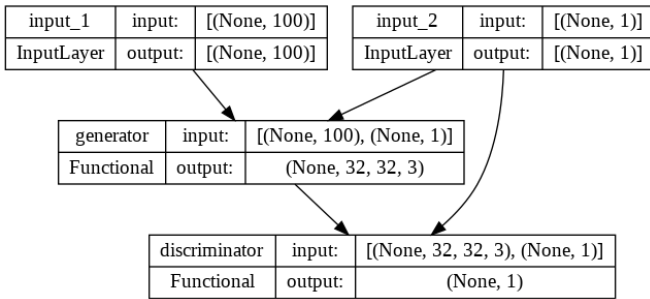 input_1 input: [(None, 100)] input_2 input: [(None, 1)]
InputLayer output: [(None, 100)] InputLayer output: [(None, 1)]
generator input: [(None, 100), (None, 1)]
Functional output: (None, 32, 32, 3)
discriminator input: [(None, 32, 32, 3), (None, 1)]
Functional output: (None, 1)